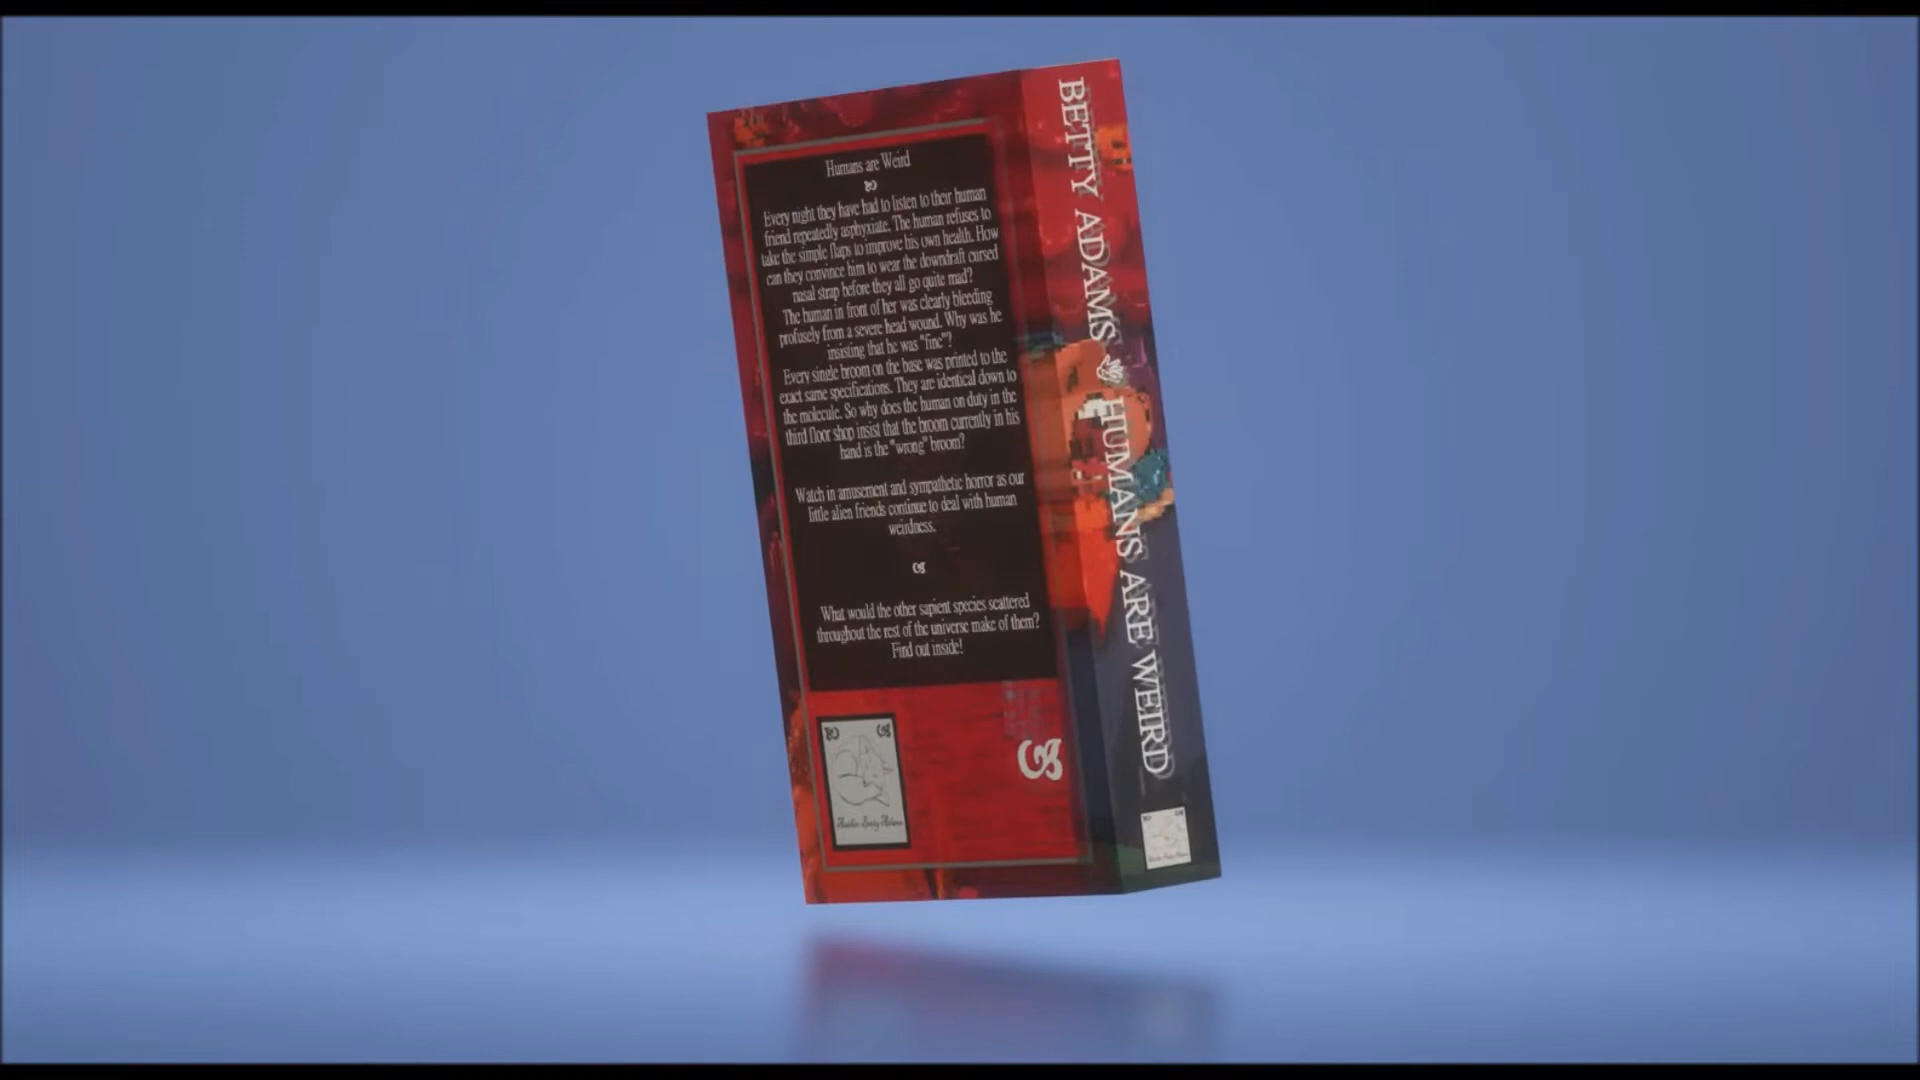 Humans are Weird
Every night they have had to listen to their human
friend repeatedly asphyxiate. The human refuses to
take the simple flaps to improve his own health. How
can they convince him to wear the downdraft cursed
nasal strap before they all go quite mad?
The human in front of her was clearly bleeding
profusely from a severe head wound. Why was he
insisting that he was "fine"?
Every single broom on the base was printed to the
exact same specifications. They are identical down to
the molecule. So why does the human on duty in the
third floor shop insist that the broom currently in his
hand is the "wrong" broom?
Watch in amusement and sympathetic horror as our
little alien friends continue to deal with human
weirdness.
What would the other sapient species scattered
throughout the rest of the universe make of them?
Find out inside!
Author Betty Adams
BETTY ADAMS HUMANS ARE WEIRD